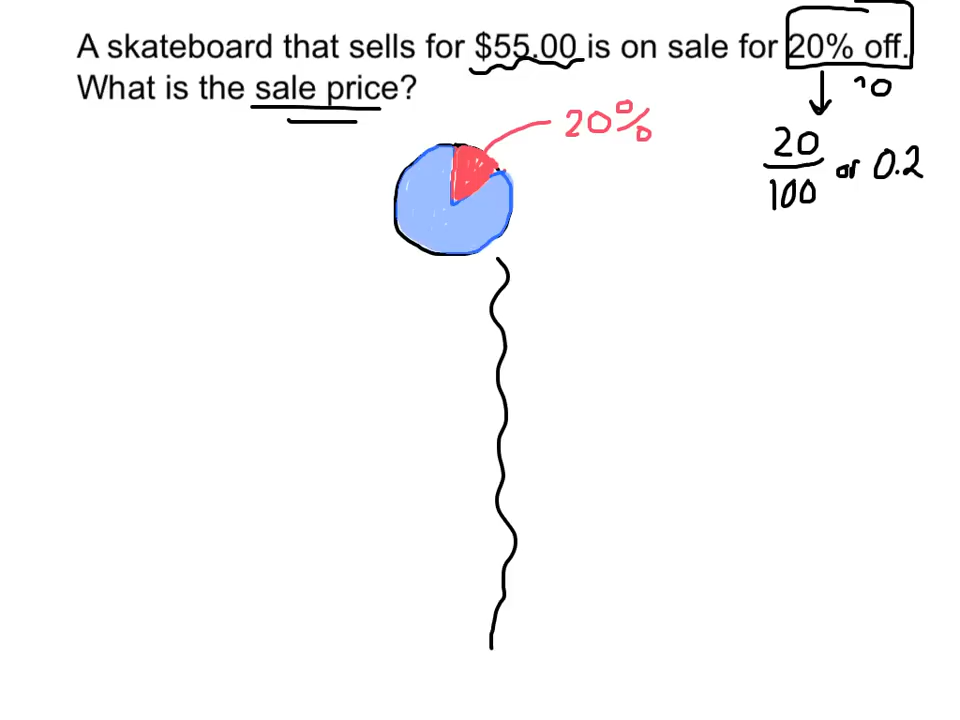 A skateboard that sells for $55.00 is on sale for 20% off.
What is the sale price?
20%
20
100
or 0.2